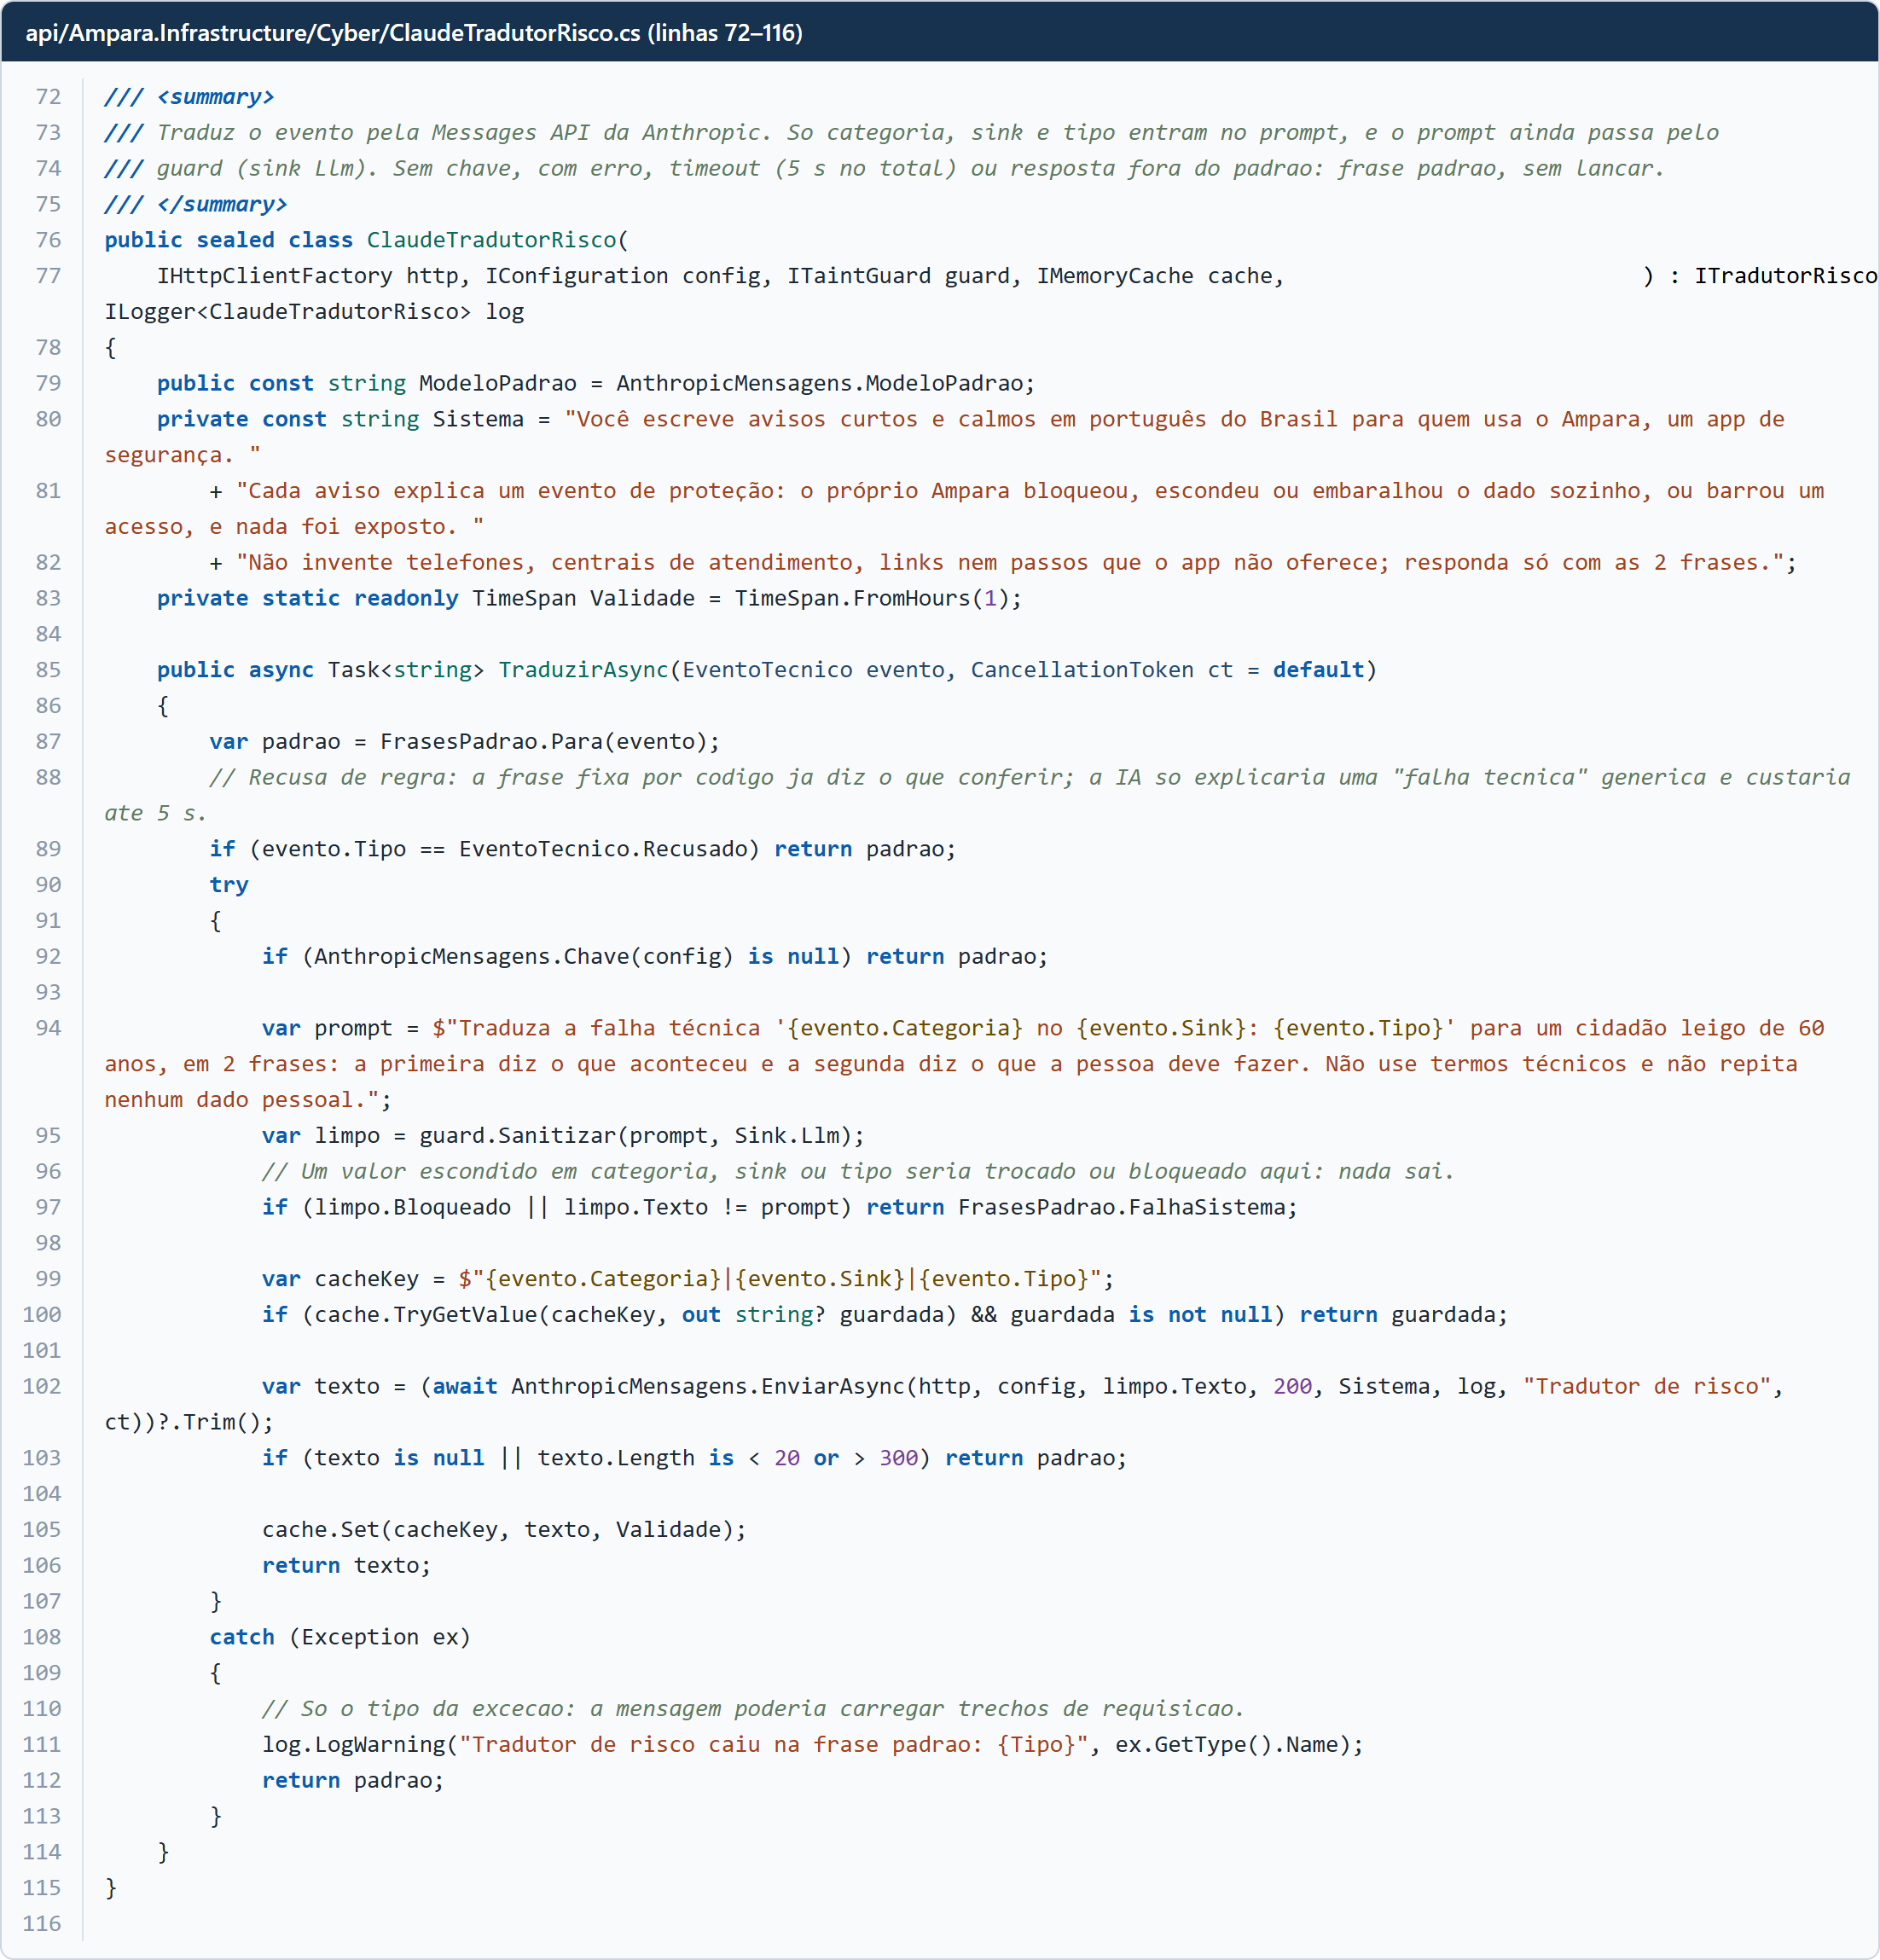 api/Ampara.Infrastructure/Cyber/ClaudeTradutorRisco.cs (linhas 72–116)
72 /// <summary>
73 /// Traduz o evento pela Messages API da Anthropic. So categoria, sink e tipo entram no prompt, e o prompt ainda passa pelo
74 /// guard (sink Llm). Sem chave, com erro, timeout (5 s no total) ou resposta fora do padrao: frase padrao, sem lancar.
75 /// </summary>
76 public sealed class ClaudeTradutorRisco(
77     IHttpClientFactory http, IConfiguration config, ITaintGuard guard, IMemoryCache cache, ) : ITradutorRisco
ILogger<ClaudeTradutorRisco> log
78 {
79     public const string ModeloPadrao = AnthropicMensagens.ModeloPadrao;
80     private const string Sistema = "Você escreve avisos curtos e calmos em português do Brasil para quem usa o Ampara, um app de
segurança. "
81         + "Cada aviso explica um evento de proteção: o próprio Ampara bloqueou, escondeu ou embaralhou o dado sozinho, ou barrou um
acesso, e nada foi exposto. "
82         + "Não invente telefones, centrais de atendimento, links nem passos que o app não oferece; responda só com as 2 frases.";
83     private static readonly TimeSpan Validade = TimeSpan.FromHours(1);
84
85     public async Task<string> TraduzirAsync(EventoTecnico evento, CancellationToken ct = default)
86     {
87         var padrao = FrasesPadrao.Para(evento);
88         // Recusa de regra: a frase fixa por codigo ja diz o que conferir; a IA so explicaria uma "falha tecnica" generica e custaria
ate 5 s.
89         if (evento.Tipo == EventoTecnico.Recusado) return padrao;
90         try
91         {
92             if (AnthropicMensagens.Chave(config) is null) return padrao;
93
94             var prompt = $"Traduza a falha técnica '{evento.Categoria} no {evento.Sink}: {evento.Tipo}' para um cidadão leigo de 60
anos, em 2 frases: a primeira diz o que aconteceu e a segunda diz o que a pessoa deve fazer. Não use termos técnicos e não repita
nenhum dado pessoal.";
95             var limpo = guard.Sanitizar(prompt, Sink.Llm);
96             // Um valor escondido em categoria, sink ou tipo seria trocado ou bloqueado aqui: nada sai.
97             if (limpo.Bloqueado || limpo.Texto != prompt) return FrasesPadrao.FalhaSistema;
98
99             var cacheKey = $"{evento.Categoria}|{evento.Sink}|{evento.Tipo}";
100             if (cache.TryGetValue(cacheKey, out string? guardada) && guardada is not null) return guardada;
101
102             var texto = (await AnthropicMensagens.EnviarAsync(http, config, limpo.Texto, 200, Sistema, log, "Tradutor de risco",
ct))?.Trim();
103             if (texto is null || texto.Length is < 20 or > 300) return padrao;
104
105             cache.Set(cacheKey, texto, Validade);
106             return texto;
107         }
108         catch (Exception ex)
109         {
110             // So o tipo da excecao: a mensagem poderia carregar trechos de requisicao.
111             log.LogWarning("Tradutor de risco caiu na frase padrao: {Tipo}", ex.GetType().Name);
112             return padrao;
113         }
114     }
115 }
116